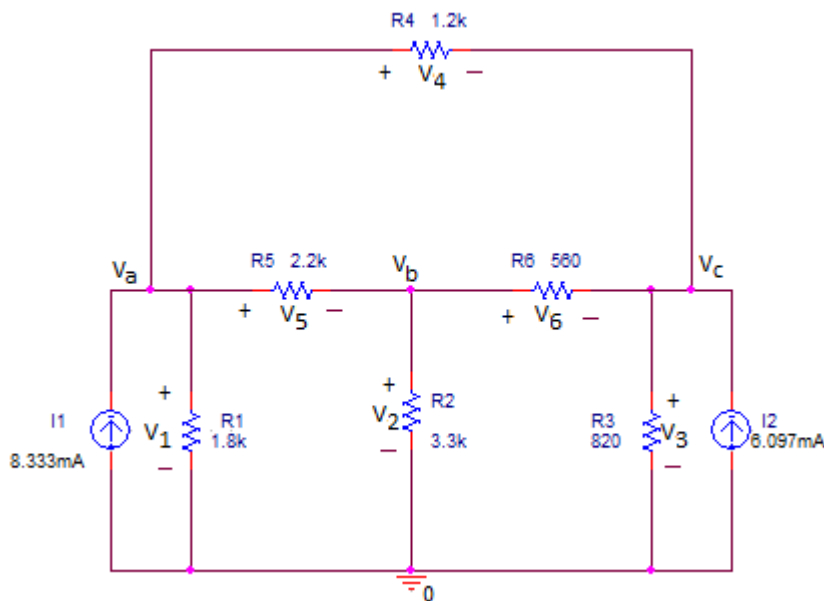 R4 1.2k
+ V4 −
Va
R5 2.2k
Vb
R6 560
Vc
+ V5 −
+ V6 −
I1
8.333mA
+
V1
−
R1
1.8k
+
V2
−
R2
3.3k
R3
820
+
V3
−
I2
6.097mA
0